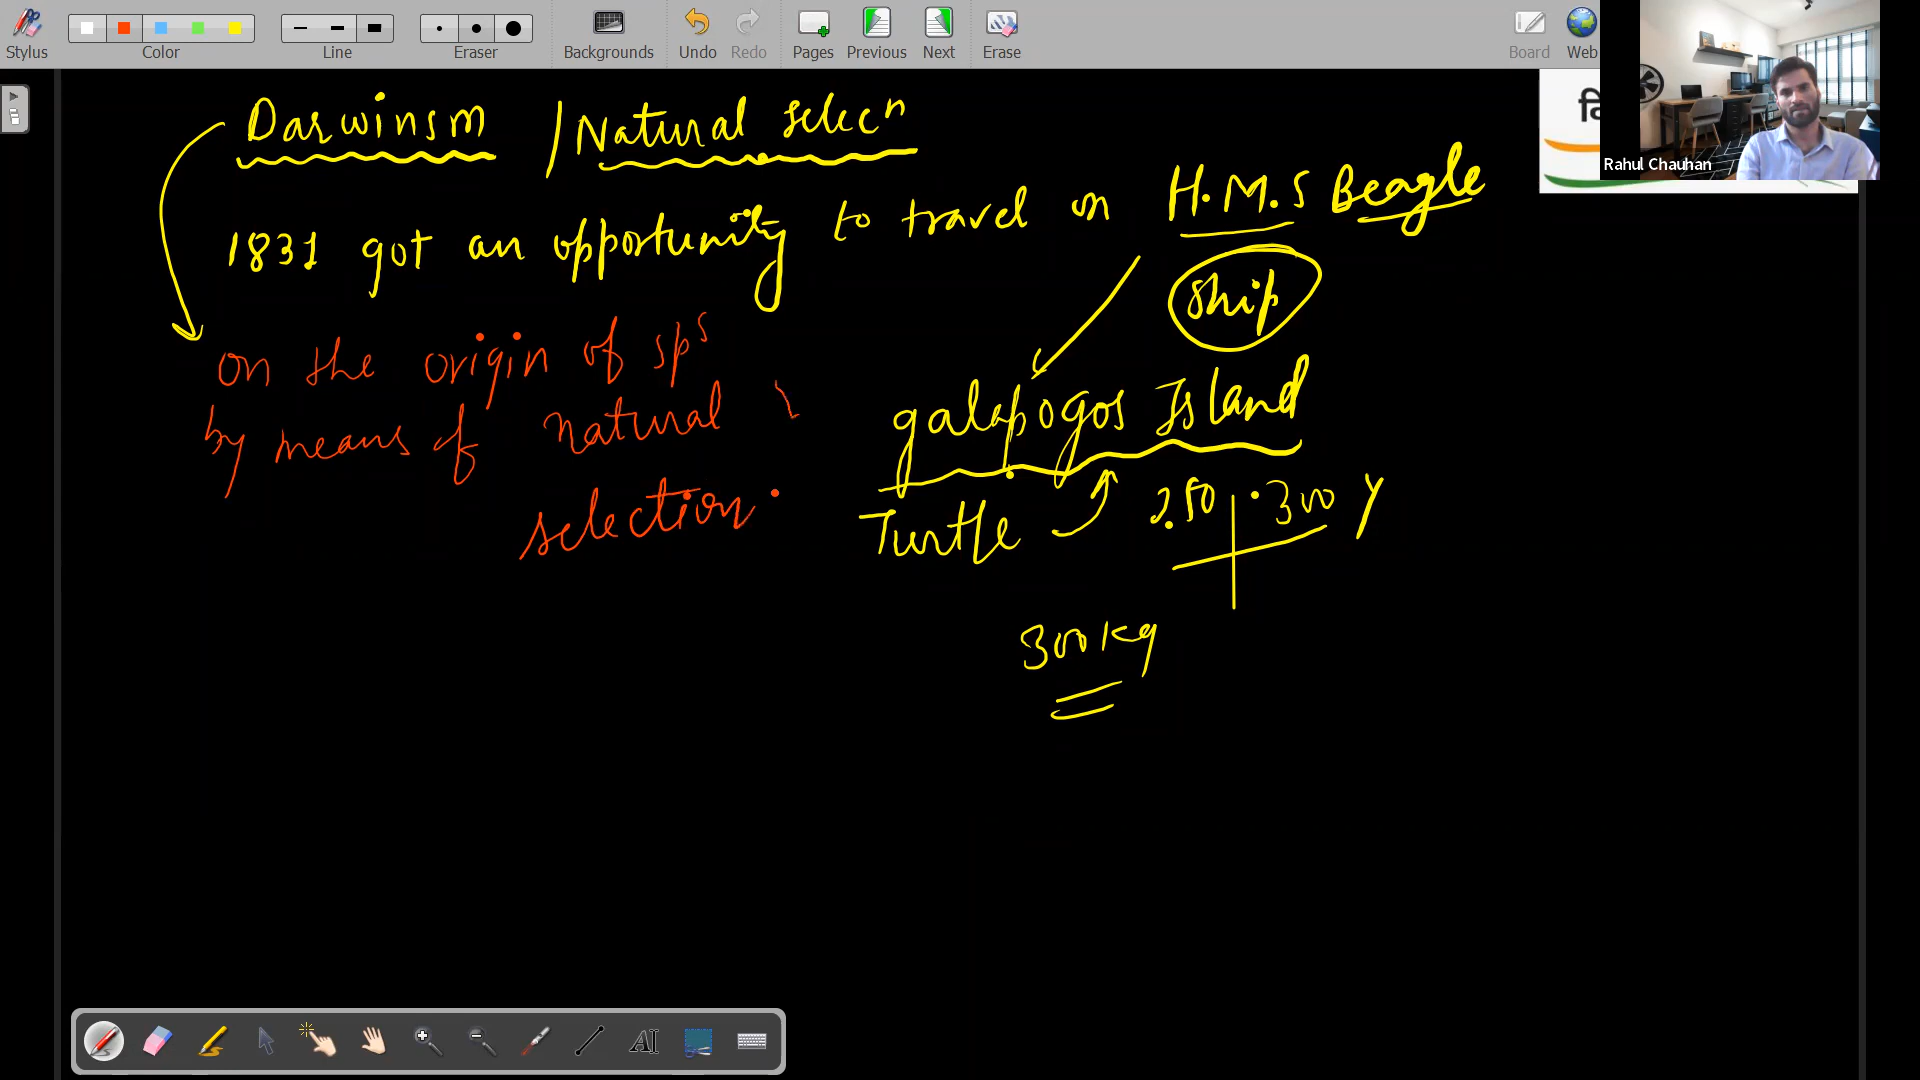 Stylus Color Line Eraser Backgrounds Undo Redo Pages Previous Next Erase Board Web
Rahul Chauhan
Darwinsm / Natural selecⁿ
1831 got an opportunity to travel on H.M.S Beagle
Ship
on the origin of spˢ
by means of natural
selection.
galapogos Island
Turtle 250 300 Y
300 kg